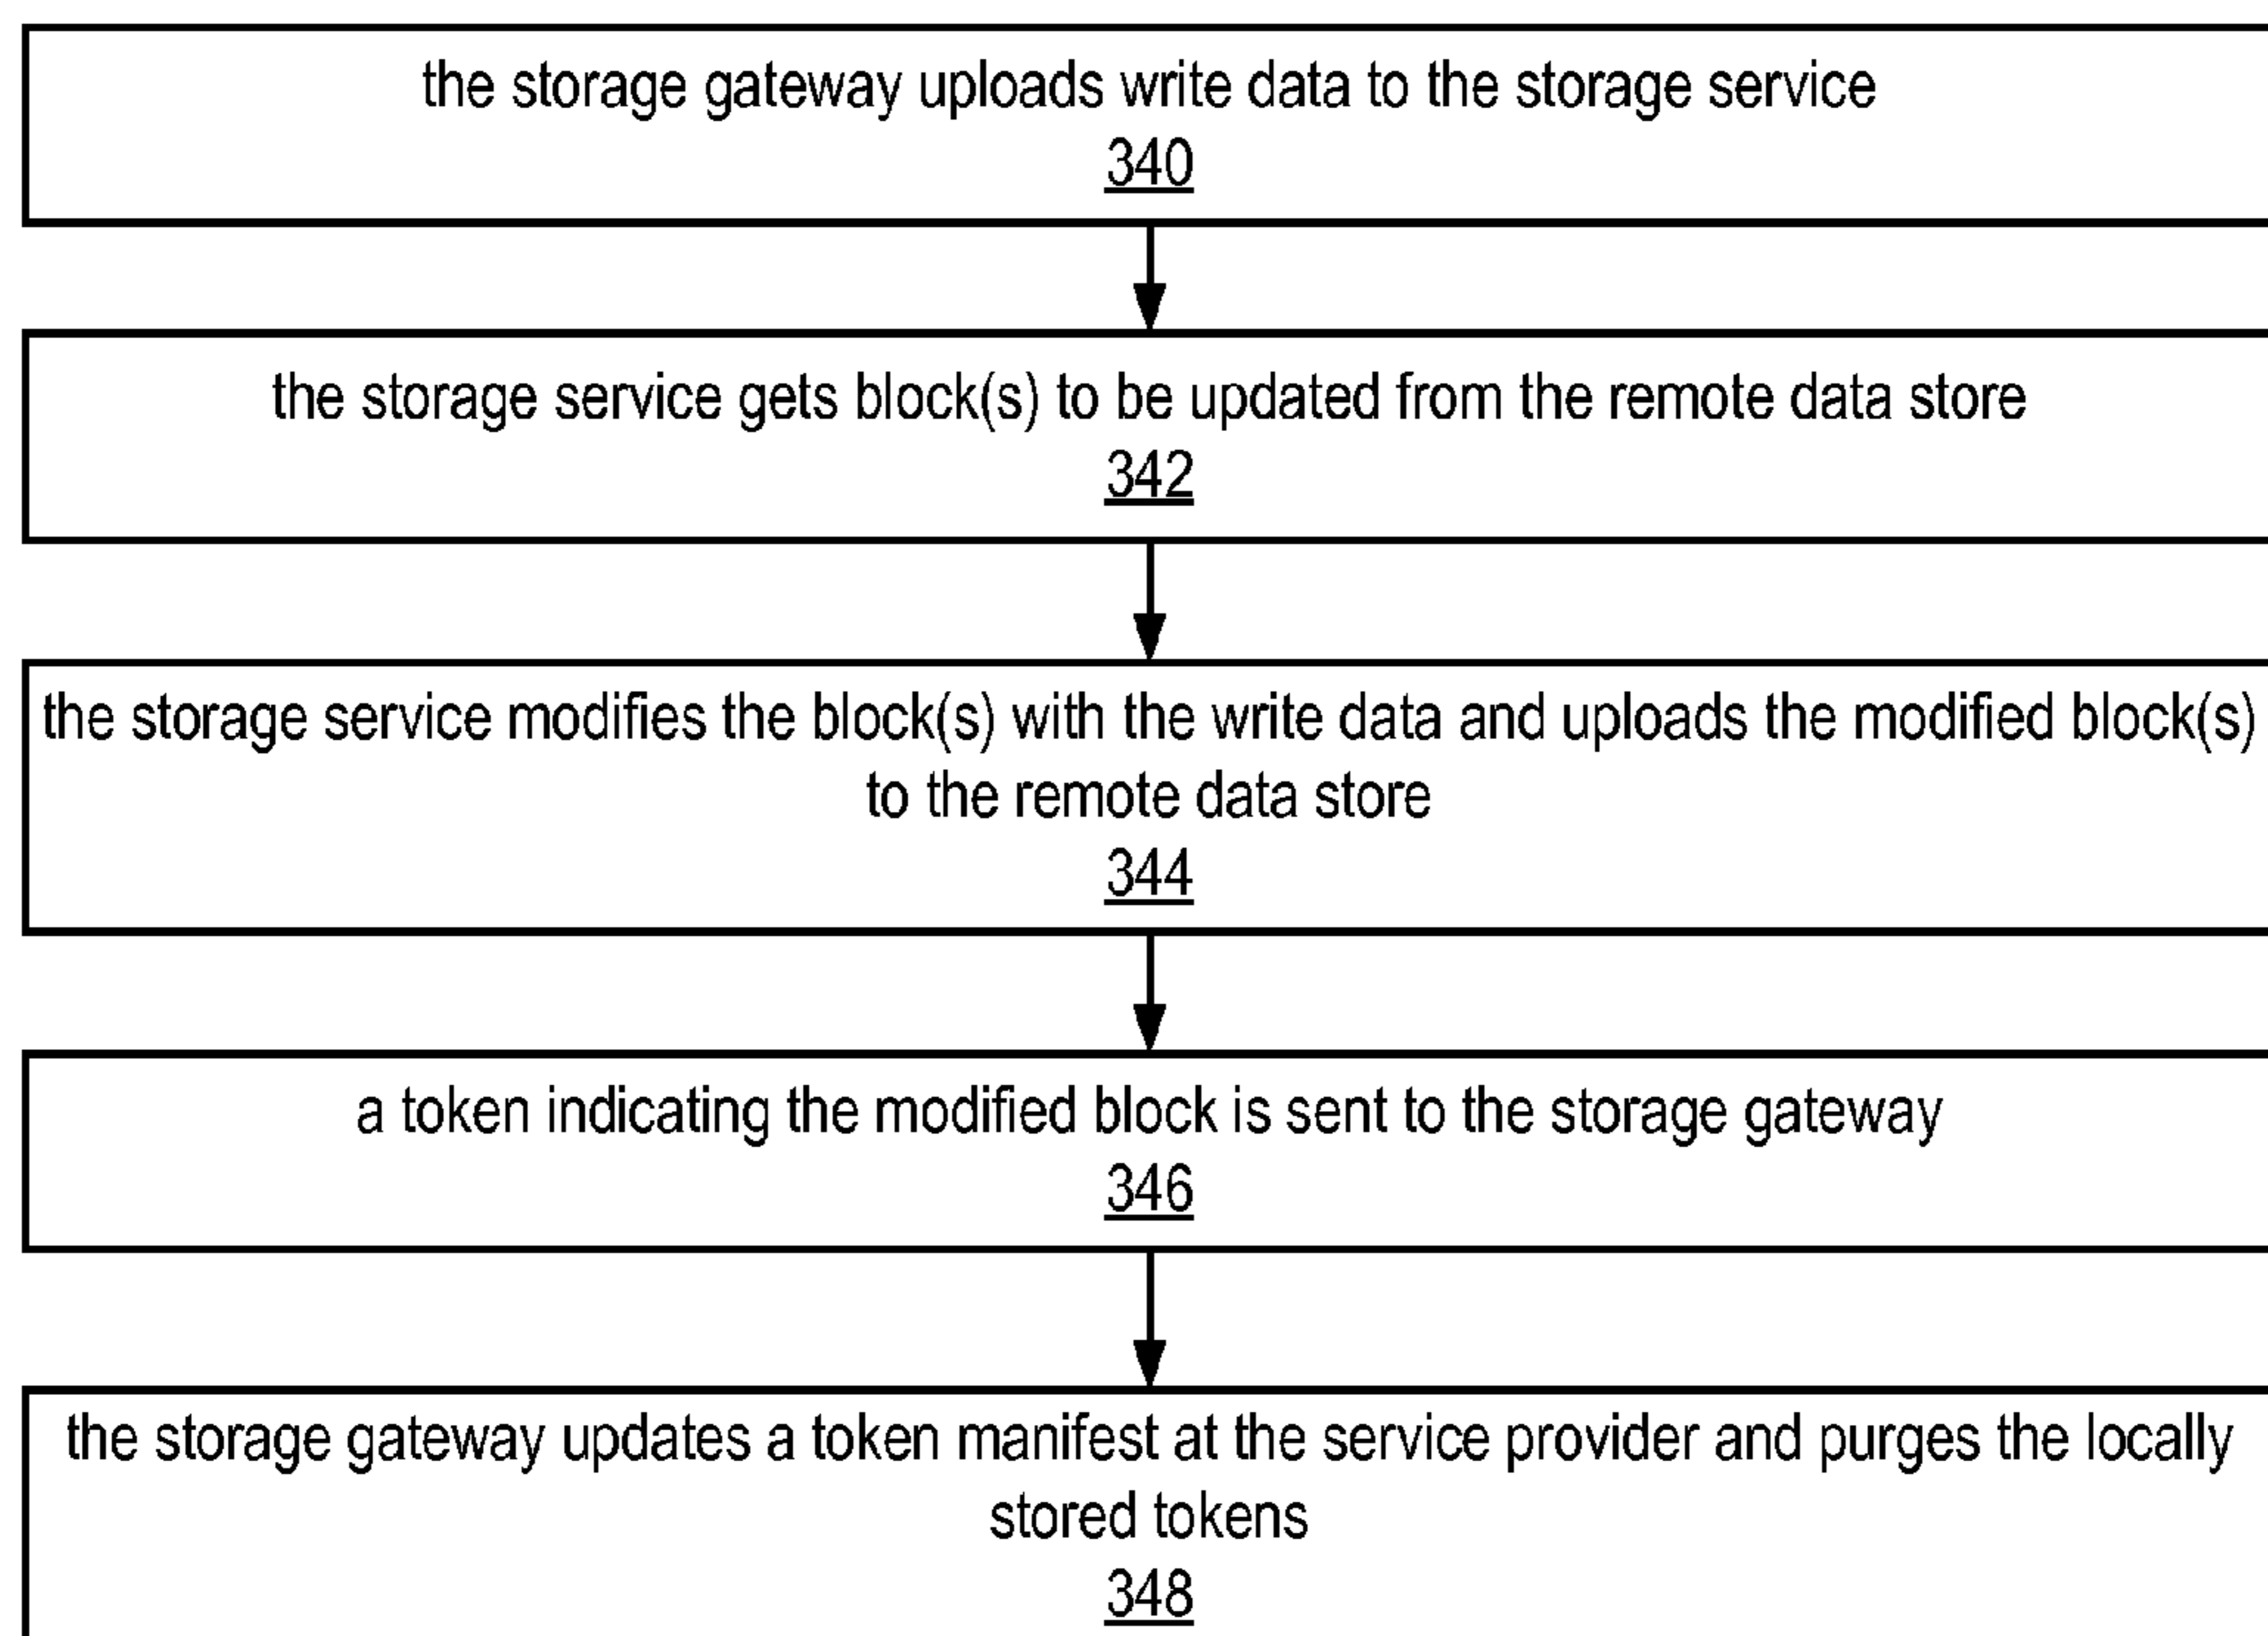 the storage gateway uploads write data to the storage service
340
the storage service gets block(s) to be updated from the remote data store
342
the storage service modifies the block(s) with the write data and uploads the modified block(s)
to the remote data store
344
a token indicating the modified block is sent to the storage gateway
346
the storage gateway updates a token manifest at the service provider and purges the locally
stored tokens
348